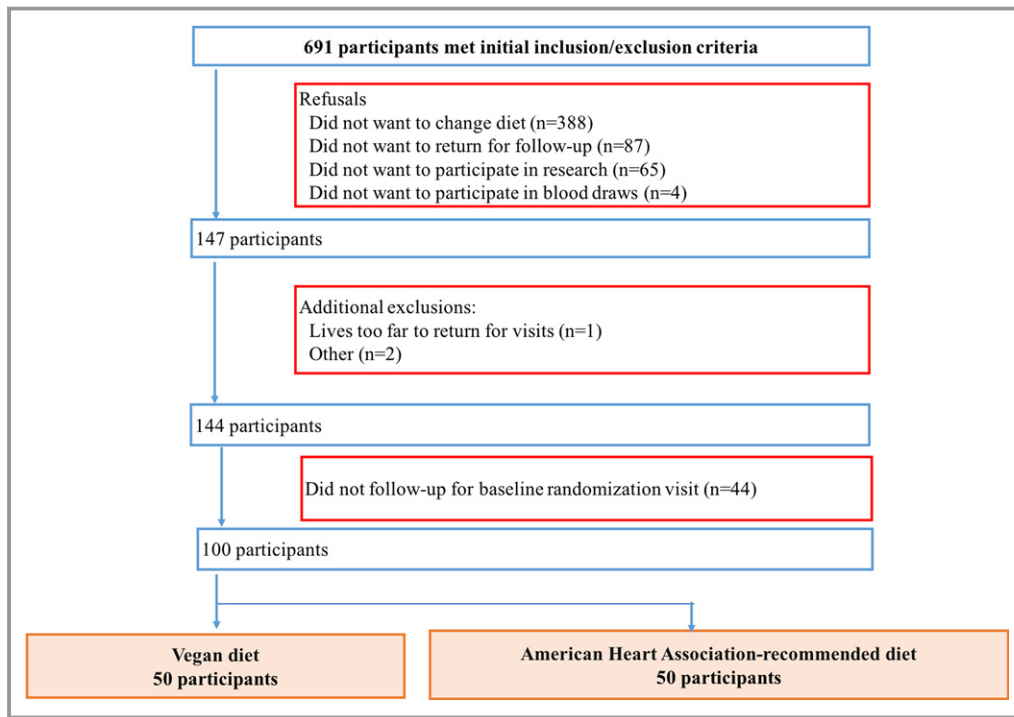 691 participants met initial inclusion/exclusion criteria
Refusals
Did not want to change diet (n=388)
Did not want to return for follow-up (n=87)
Did not want to participate in research (n=65)
Did not want to participate in blood draws (n=4)
147 participants
Additional exclusions:
Lives too far to return for visits (n=1)
Other (n=2)
144 participants
Did not follow-up for baseline randomization visit (n=44)
100 participants
Vegan diet
50 participants
American Heart Association-recommended diet
50 participants